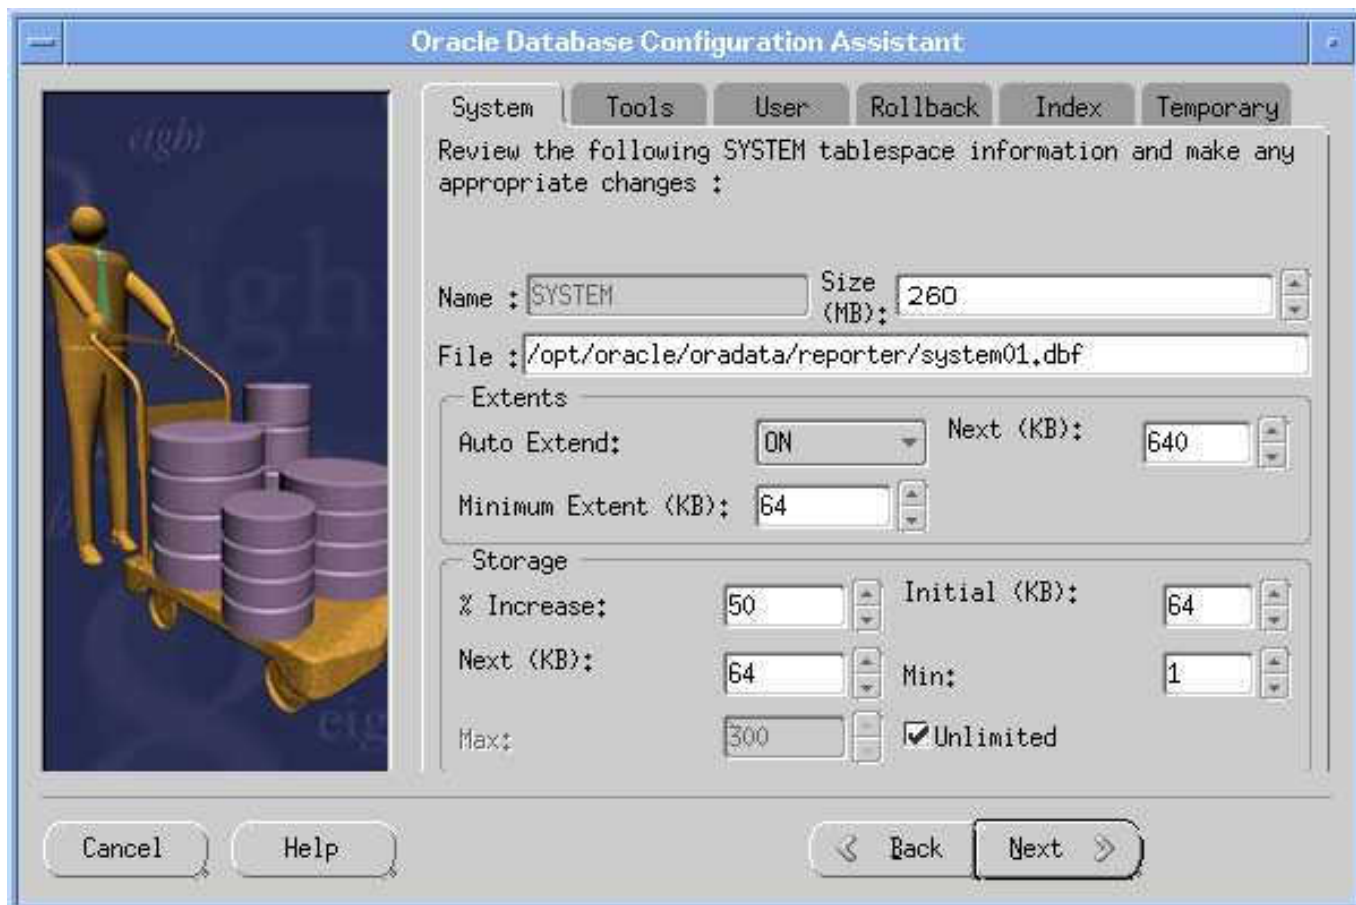 Oracle Database Configuration Assistant
System Tools User Rollback Index Temporary
Review the following SYSTEM tablespace information and make any
appropriate changes :
Name : SYSTEM Size (MB): 260
File : /opt/oracle/oradata/reporter/system01.dbf
Extents
Auto Extend: ON Next (KB): 640
Minimum Extent (KB): 64
Storage
% Increase: 50 Initial (KB): 64
Next (KB): 64 Min: 1
Max: 300 Unlimited
Cancel Help Back Next
eight
igh
eig